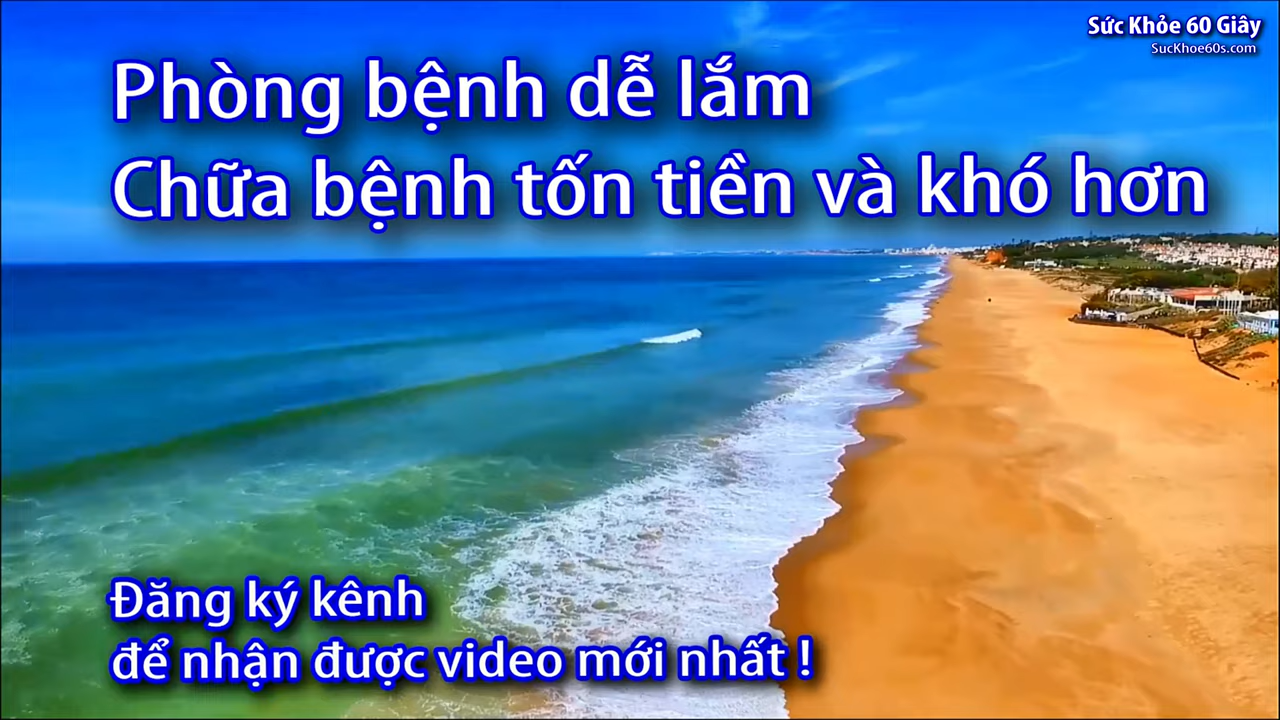 Sức Khỏe 60 Giây
SucKhoe60s.com
Phòng bệnh dễ lắm
Chữa bệnh tốn tiền và khó hơn
Đăng ký kênh
để nhận được video mới nhất !